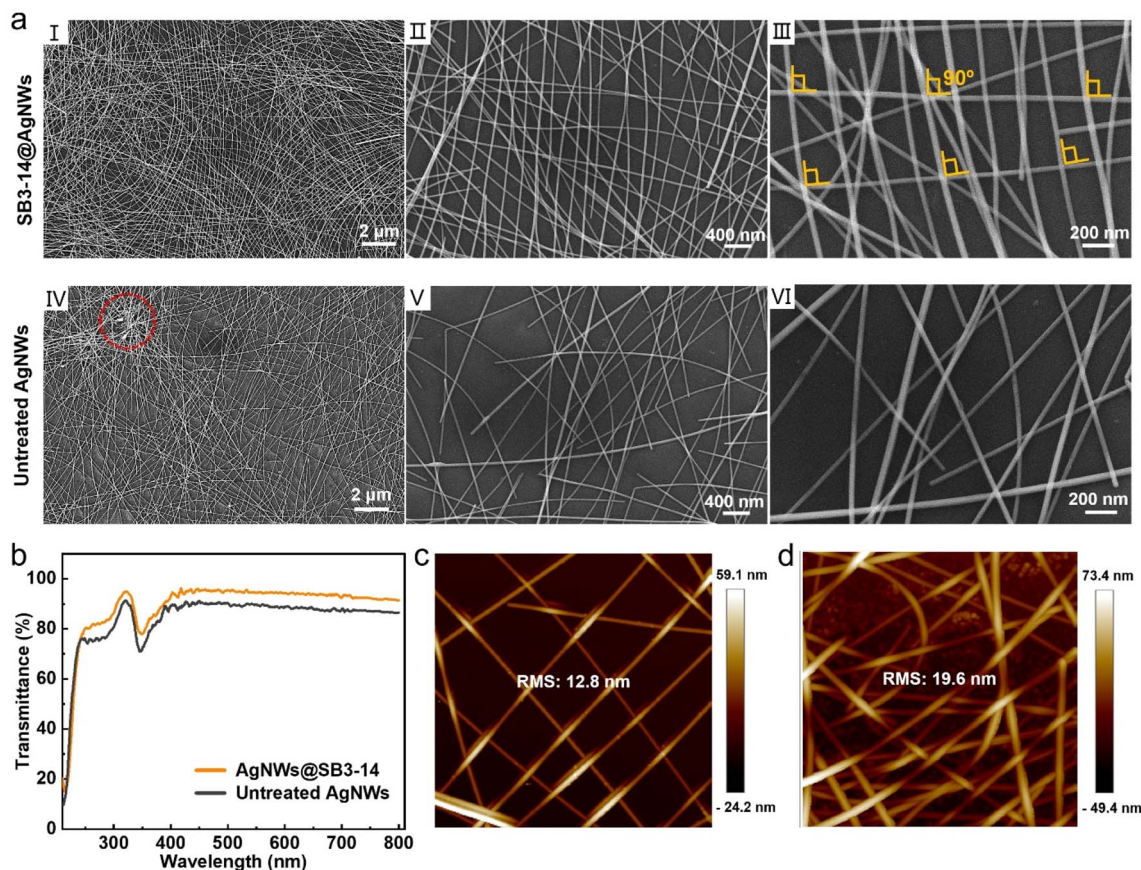 a
SB3-14@AgNWs
I
2 µm
II
400 nm
III
90º
200 nm
Untreated AgNWs
IV
2 µm
V
400 nm
VI
200 nm
b
Transmittance (%)
100
80
60
40
20
0
300 400 500 600 700 800
Wavelength (nm)
AgNWs@SB3-14
Untreated AgNWs
c
RMS: 12.8 nm
59.1 nm
- 24.2 nm
d
RMS: 19.6 nm
73.4 nm
- 49.4 nm